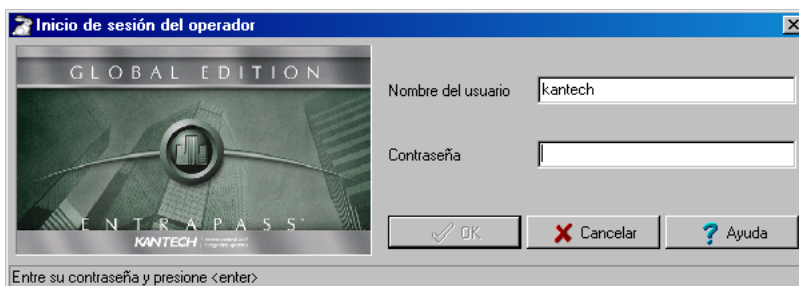 Inicio de sesión del operador
GLOBAL EDITION
ENTRAPASS
KANTECH
Nombre del usuario
kantech
Contraseña
OK
Cancelar
Ayuda
Entre su contraseña y presione <enter>